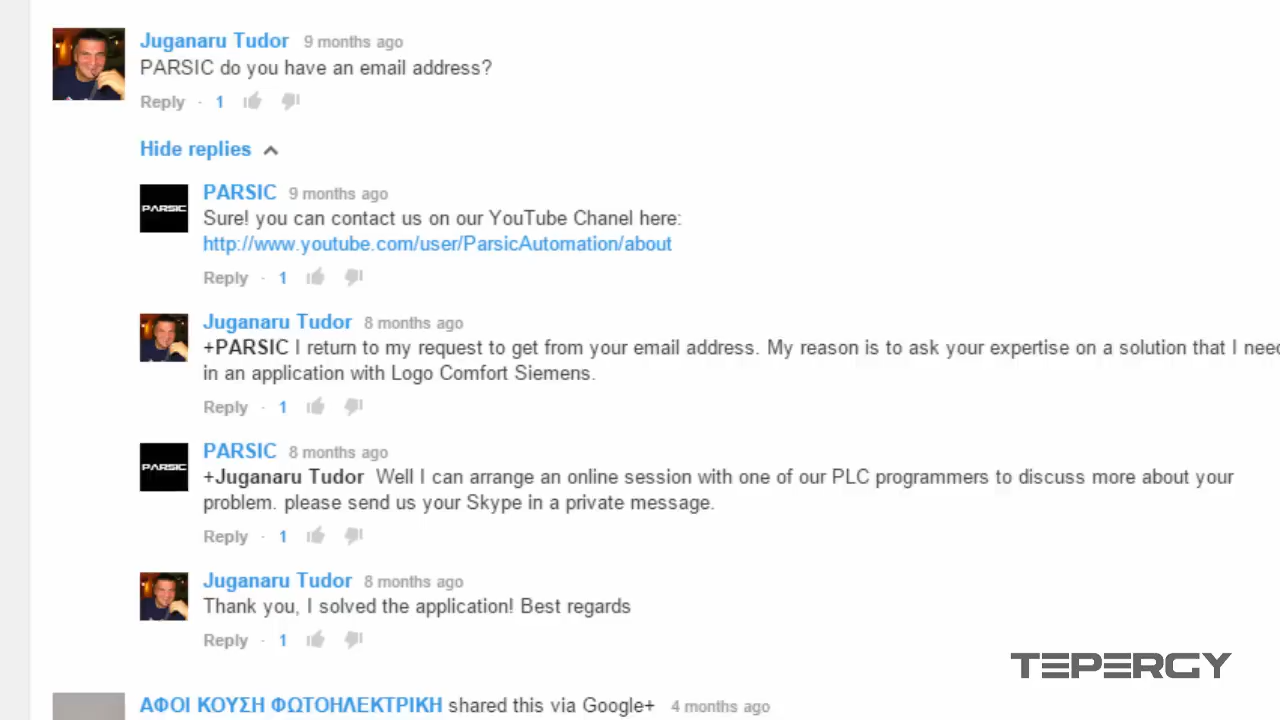 Juganaru Tudor 9 months ago
PARSIC do you have an email address?
Reply · 1
Hide replies
PARSIC
PARSIC 9 months ago
Sure! you can contact us on our YouTube Chanel here:
http://www.youtube.com/user/ParsicAutomation/about
Reply · 1
Juganaru Tudor 8 months ago
+PARSIC I return to my request to get from your email address. My reason is to ask your expertise on a solution that I need
in an application with Logo Comfort Siemens.
Reply · 1
PARSIC
PARSIC 8 months ago
+Juganaru Tudor Well I can arrange an online session with one of our PLC programmers to discuss more about your
problem. please send us your Skype in a private message.
Reply · 1
Juganaru Tudor 8 months ago
Thank you, I solved the application! Best regards
Reply · 1
TEPERGY
ΑΦΟΙ ΚΟΥΣΗ ΦΩΤΟΗΛΕΚΤΡΙΚΗ shared this via Google+ 4 months ago